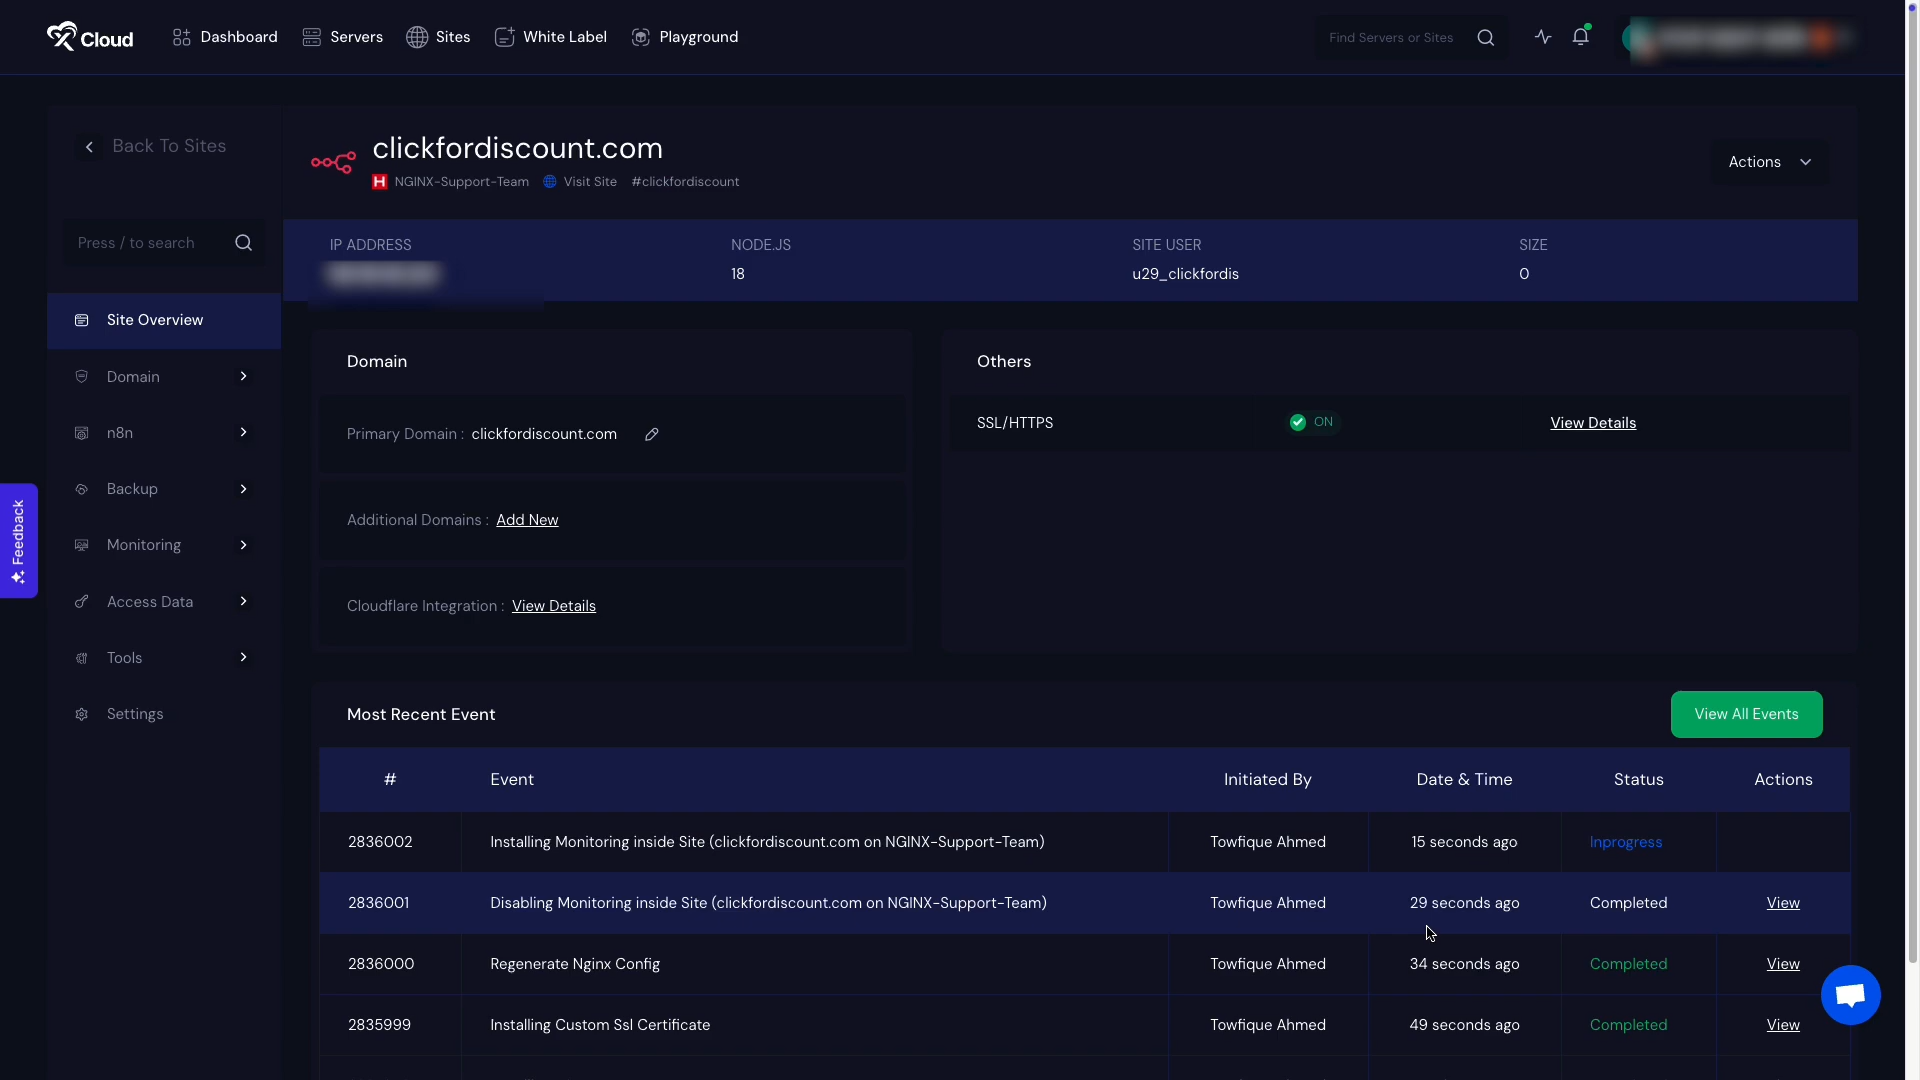 Cloud
Dashboard
Servers
Sites
White Label
Playground
Find Servers or Sites
Back To Sites
clickfordiscount.com
H NGINX-Support-Team Visit Site #clickfordiscount
Actions
Press / to search
IP ADDRESS NODE.JS SITE USER SIZE
18 u29_clickfordis 0
Site Overview
Domain
n8n
Backup
Monitoring
Access Data
Tools
Settings
Feedback
Domain
Primary Domain : clickfordiscount.com
Additional Domains : Add New
Cloudflare Integration : View Details
Others
SSL/HTTPS ON View Details
Most Recent Event
View All Events
# Event Initiated By Date & Time Status Actions
2836002 Installing Monitoring inside Site (clickfordiscount.com on NGINX-Support-Team) Towfique Ahmed 15 seconds ago Inprogress
2836001 Disabling Monitoring inside Site (clickfordiscount.com on NGINX-Support-Team) Towfique Ahmed 29 seconds ago Completed View
2836000 Regenerate Nginx Config Towfique Ahmed 34 seconds ago Completed View
2835999 Installing Custom Ssl Certificate Towfique Ahmed 49 seconds ago Completed View